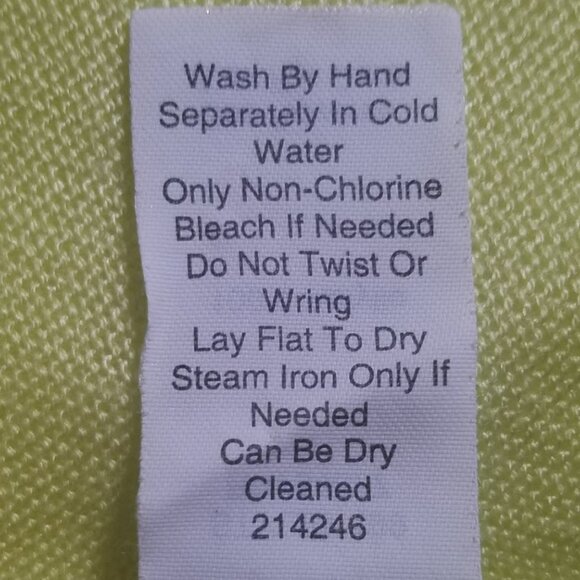 Wash By Hand
Separately In Cold
Water
Only Non-Chlorine
Bleach If Needed
Do Not Twist Or
Wring
Lay Flat To Dry
Steam Iron Only If
Needed
Can Be Dry
Cleaned
214246